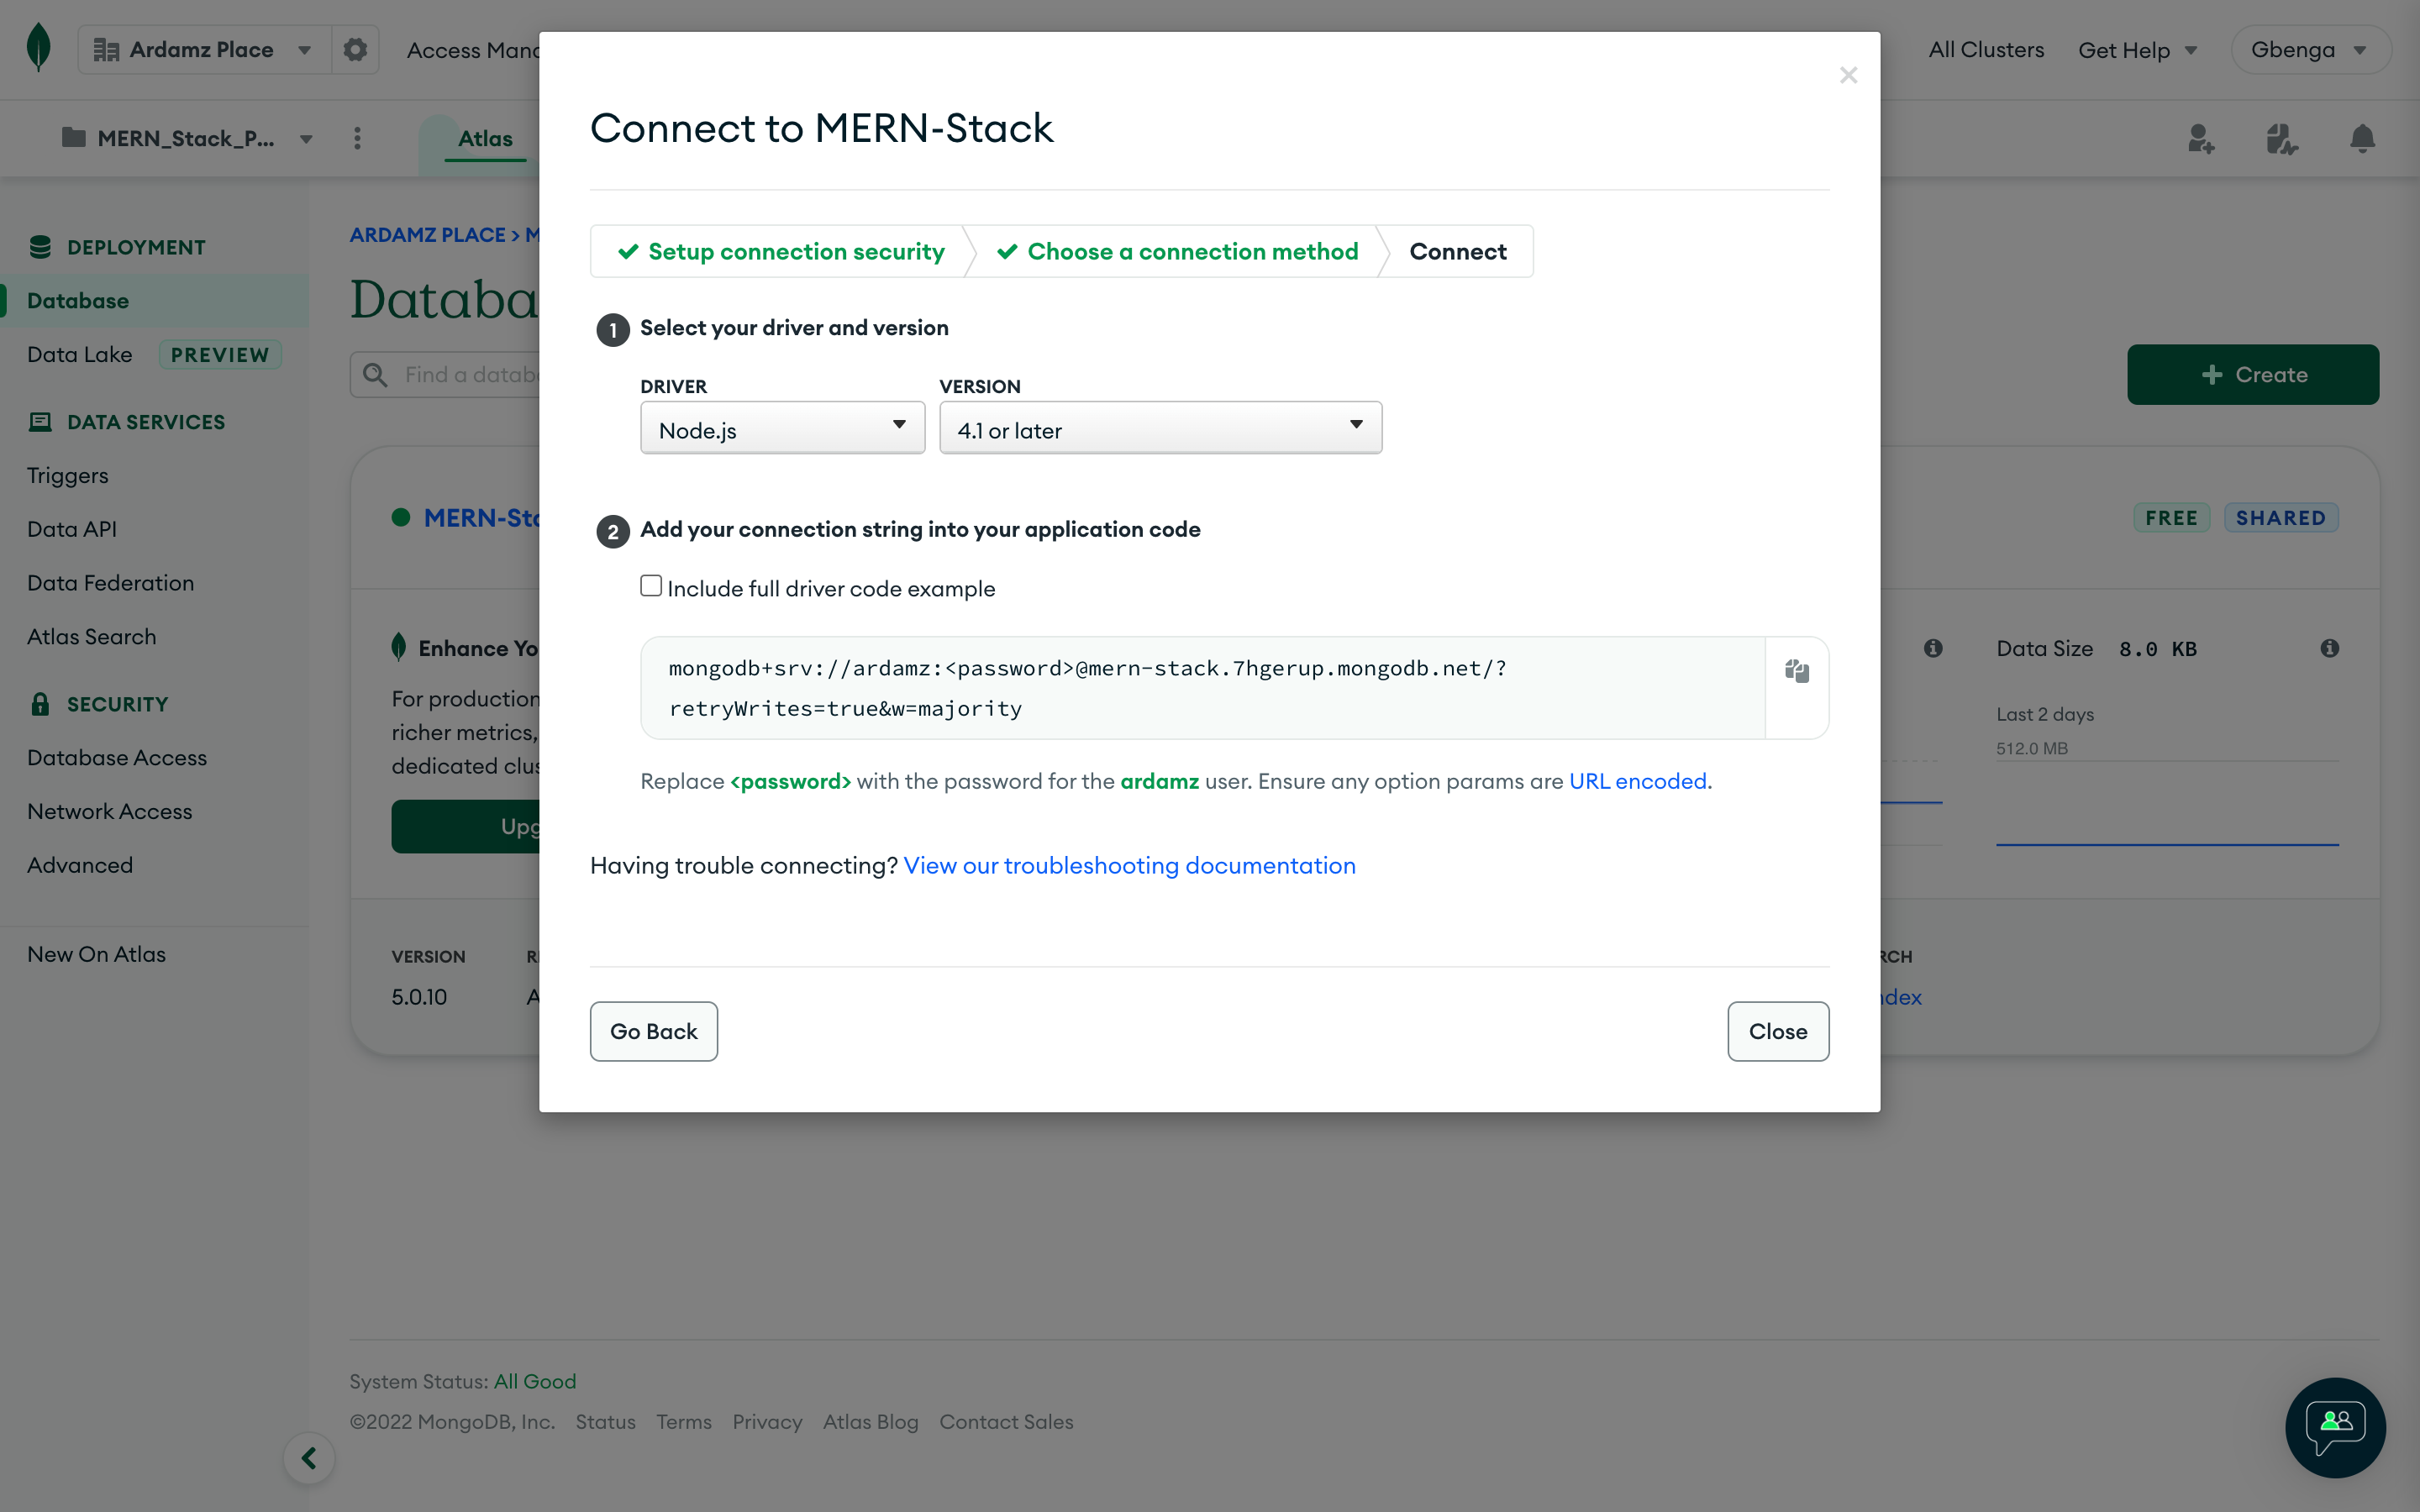 Ardamz Place
Access Mana
All Clusters
Get Help
Gbenga
MERN_Stack_P...
Atlas
DEPLOYMENT
Database
Data Lake PREVIEW
DATA SERVICES
Triggers
Data API
Data Federation
Atlas Search
SECURITY
Database Access
Network Access
Advanced
New On Atlas
ARDAMZ PLACE > M
Databa
Find a databa
Create
MERN-Sta
FREE SHARED
Enhance Yo
For production
richer metrics,
dedicated clus
Upg
Data Size 8.0 KB
Last 2 days
512.0 MB
VERSION
5.0.10
RCH
ndex
Connect to MERN-Stack
Setup connection security
Choose a connection method
Connect
1 Select your driver and version
DRIVER VERSION
Node.js 4.1 or later
2 Add your connection string into your application code
Include full driver code example
mongodb+srv://ardamz:<password>@mern-stack.7hgerup.mongodb.net/?
retryWrites=true&w=majority
Replace <password> with the password for the ardamz user. Ensure any option params are URL encoded.
Having trouble connecting? View our troubleshooting documentation
Go Back
Close
System Status: All Good
©2022 MongoDB, Inc. Status Terms Privacy Atlas Blog Contact Sales